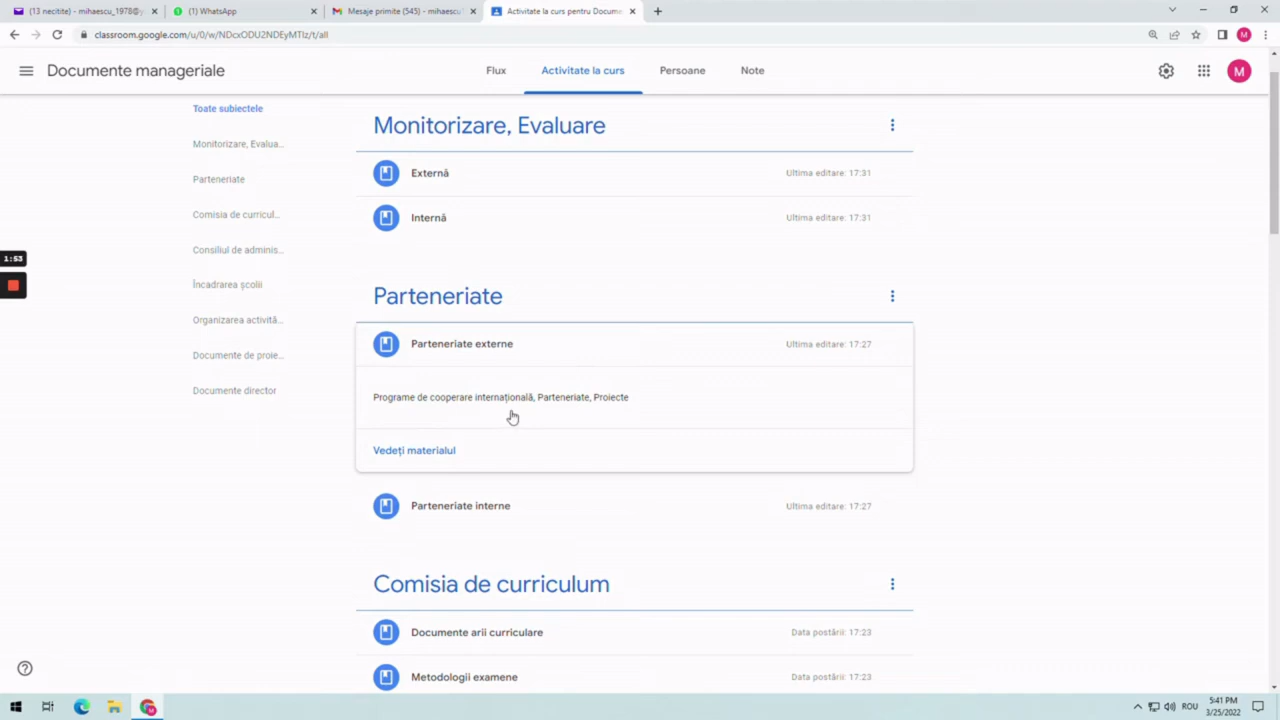 (13 necitite) - mihaescu_1978@y
(1) WhatsApp
Mesaje primite (545) - mihaescu
Activitate la curs pentru Docume
classroom.google.com/u/0/w/NDcxODU2NDEyMTIz/t/all
M
Documente manageriale
Flux
Activitate la curs
Persoane
Note
M
Toate subiectele
Monitorizare, Evalua...
Parteneriate
Comisia de curricul...
Consiliul de adminis...
Încadrarea școlii
Organizarea activită...
Documente de proie...
Documente director
1:53
Monitorizare, Evaluare
Externă
Ultima editare: 17:31
Internă
Ultima editare: 17:31
Parteneriate
Parteneriate externe
Ultima editare: 17:27
Programe de cooperare internațională, Parteneriate, Proiecte
Vedeți materialul
Parteneriate interne
Ultima editare: 17:27
Comisia de curriculum
Documente arii curriculare
Data postării: 17:23
Metodologii examene
Data postării: 17:23
ROU
5:41 PM
3/25/2022